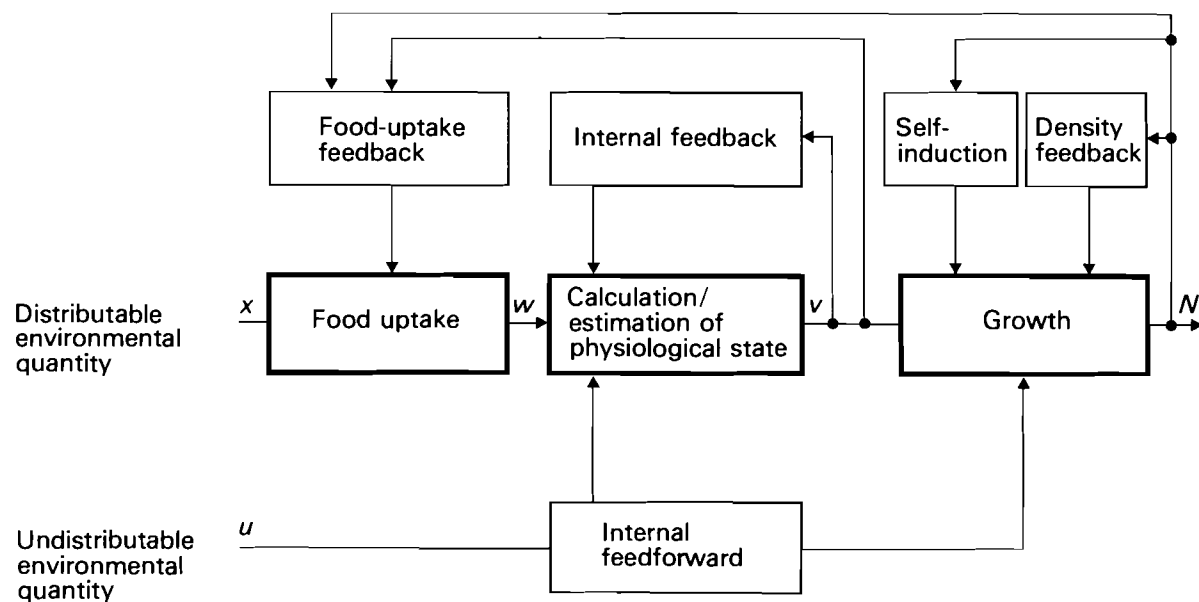 Food-uptake
feedback
Internal feedback
Self-
induction
Density
feedback
Distributable
environmental
quantity
x
Food uptake
w
Calculation/
estimation of
physiological state
v
Growth
N
Undistributable
environmental
quantity
u
Internal
feedforward